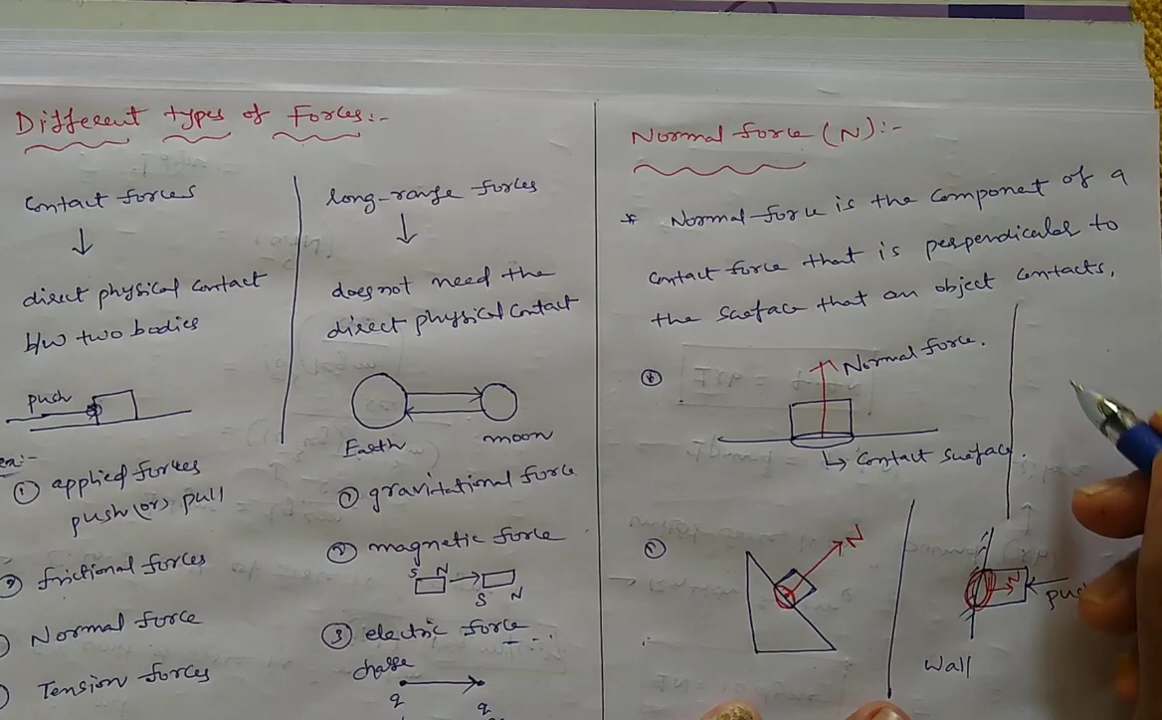 Different types of Forces:-
Contact forces
↓
direct physical contact
b/w two bodies
push
ex:-
① applied forces
push (or) pull
② frictional forces
Normal force
Tension forces
long-range forces
↓
does not need the
direct physical contact
Earth
moon
① gravitational force
② magnetic force
S N
S N
③ electric force
charge
q q
Normal force (N):-
* Normal force is the component of a
contact force that is perpendicular to
the surface that an object contacts.
Normal force.
↳ Contact surface.
N
N
push
Wall